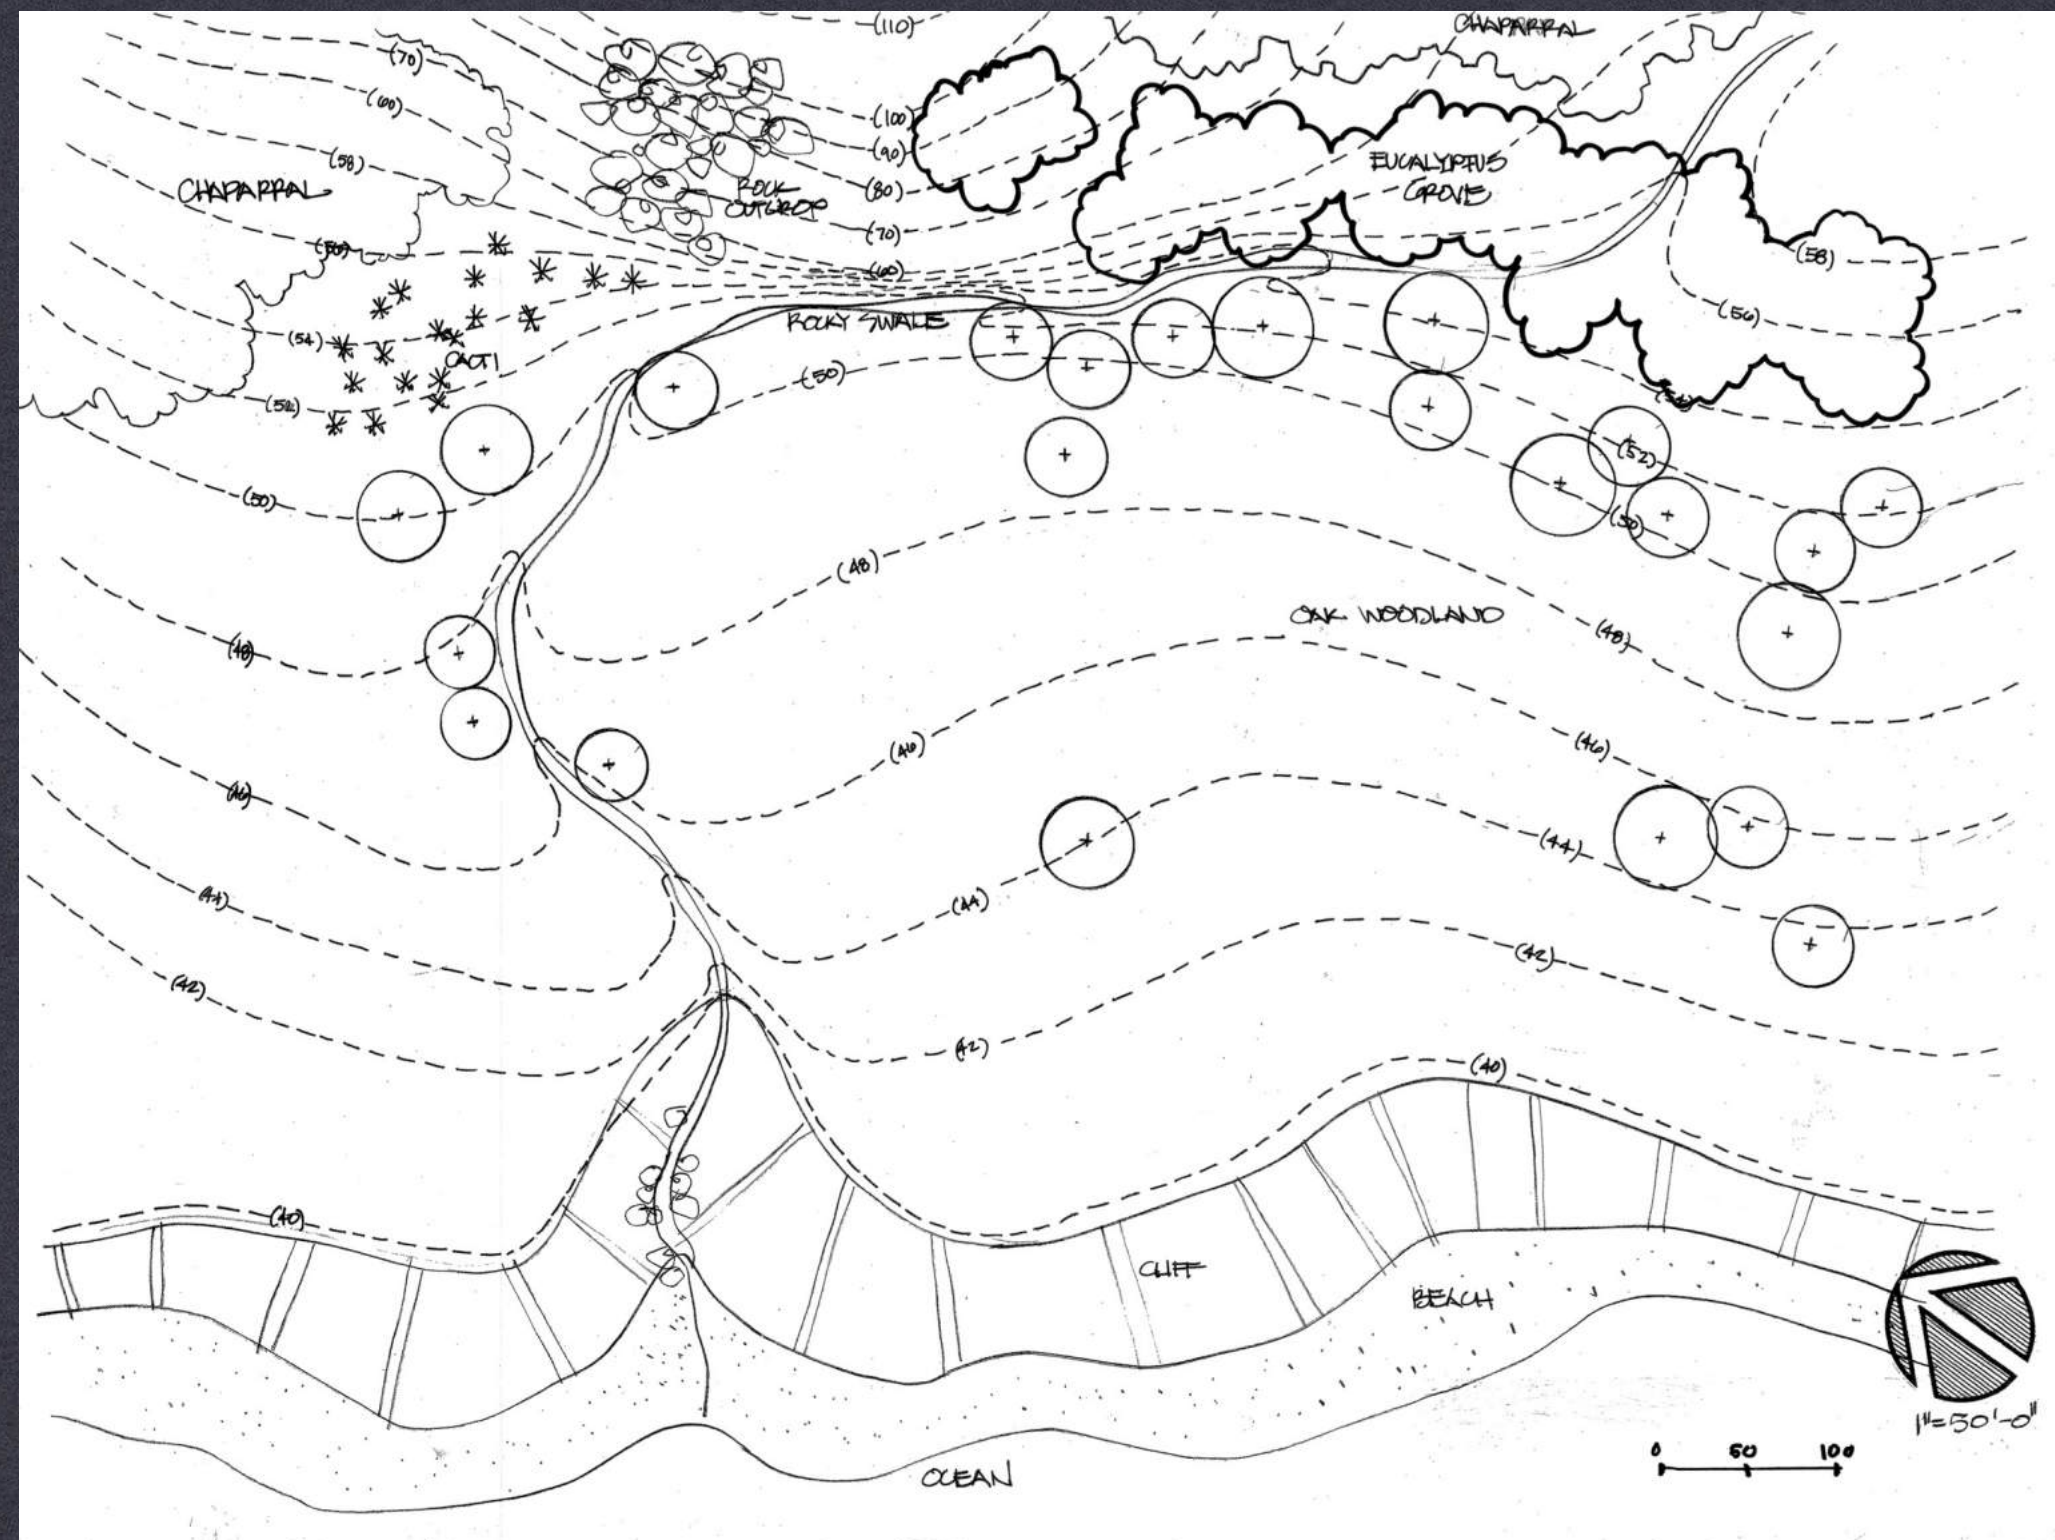 (110)
CHAPARRAL
(70)
(60)
(100)
(90)
(58)
EUCALYPTUS
GROVE
CHAPARRAL
ROCK
OUTCROP
(80)
(70)
(56)
(58)
(60)
(56)
ROCKY SWALE
(54)
CACTI
(50)
(54)
(52)
(52)
(50)
(50)
(48)
OAK WOODLAND
(48)
(48)
(46)
(46)
(46)
(44)
(44)
(44)
(42)
(42)
(42)
(40)
(40)
CLIFF
BEACH
1"=50'-0"
0 50 100
OCEAN